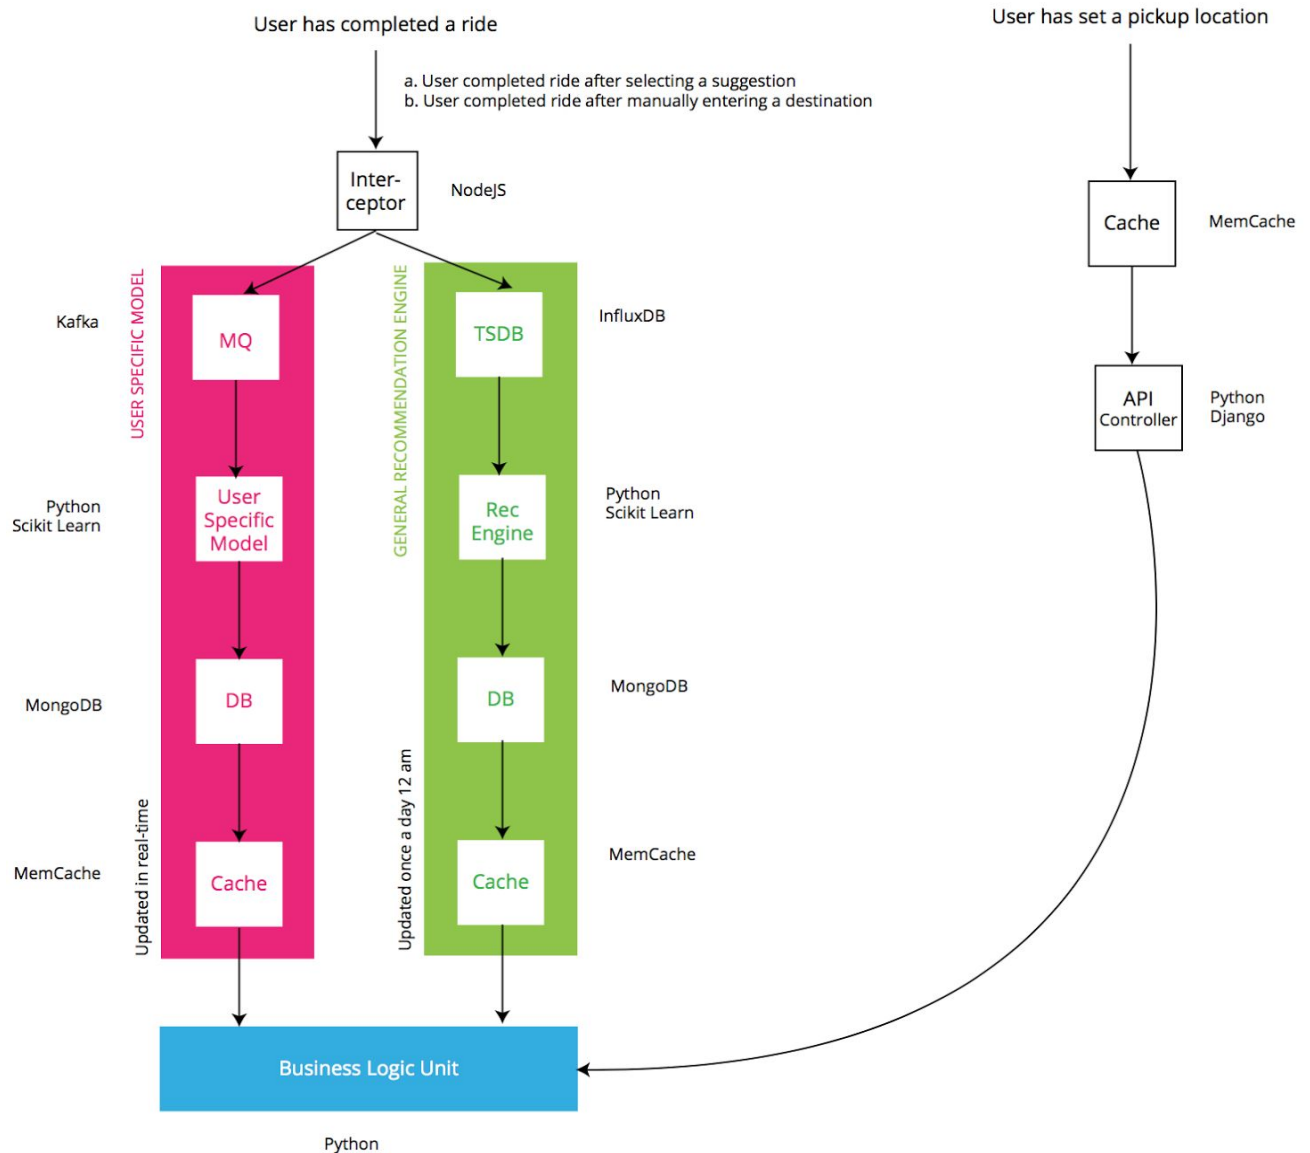 User has completed a ride
User has set a pickup location
a. User completed ride after selecting a suggestion
b. User completed ride after manually entering a destination
Inter-
ceptor
NodeJS
Cache
MemCache
USER SPECIFIC MODEL
GENERAL RECOMMENDATION ENGINE
Kafka
MQ
TSDB
InfluxDB
API
Controller
Python
Django
Python
Scikit Learn
User
Specific
Model
Rec
Engine
Python
Scikit Learn
MongoDB
DB
DB
MongoDB
Updated in real-time
Updated once a day 12 am
MemCache
Cache
Cache
MemCache
Business Logic Unit
Python